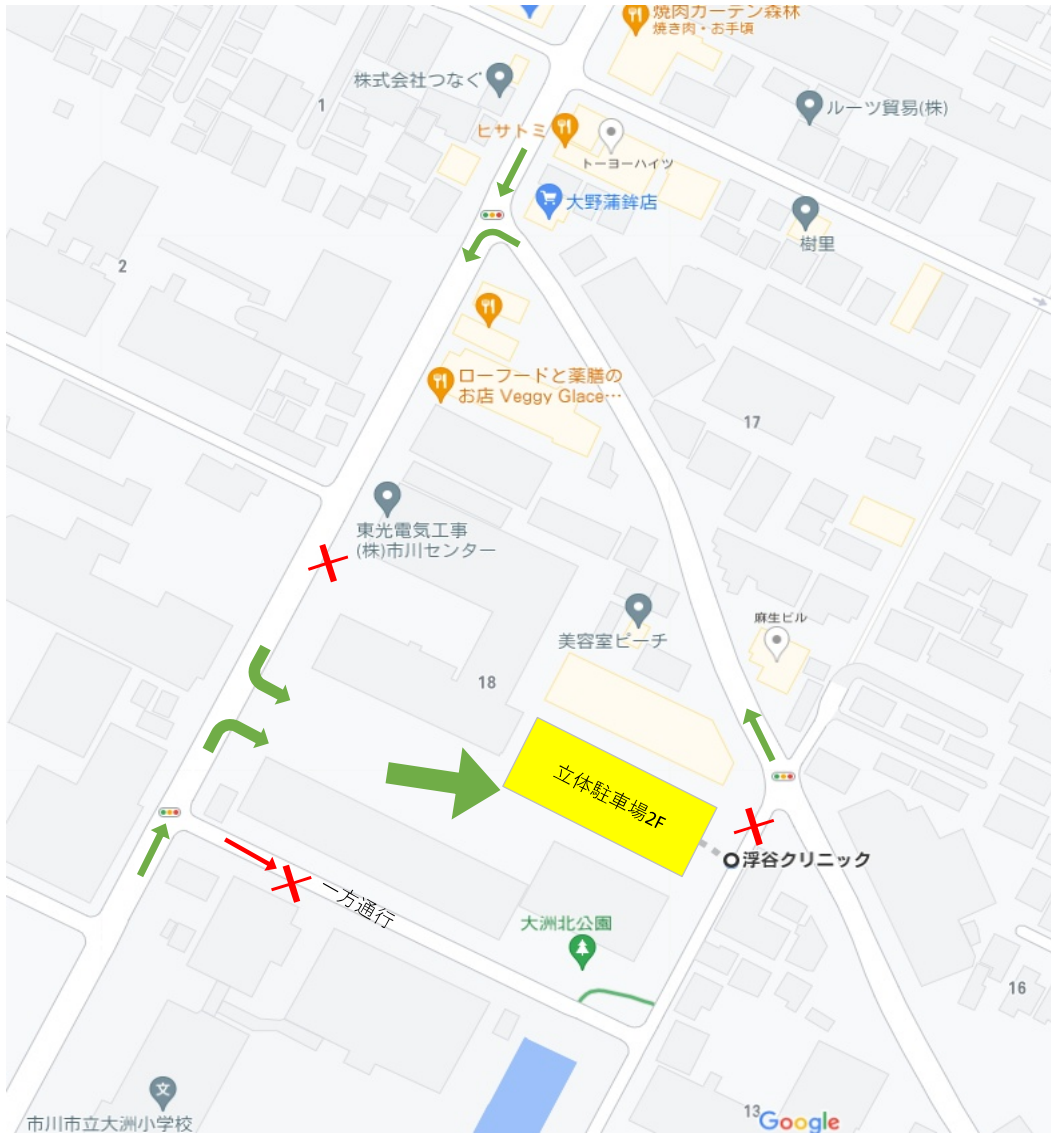 焼肉カーテン森林
焼き肉・お手頃
株式会社つなぐ
1
ルーツ貿易(株)
ヒサトミ
トーヨーハイツ
大野蒲鉾店
樹里
2
ローフードと薬膳の
お店 Veggy Glace…
17
東光電気工事
(株)市川センター
麻生ビル
美容室ピーチ
18
立体駐車場2F
浮谷クリニック
一方通行
大洲北公園
16
文
市川市立大洲小学校
13
Google